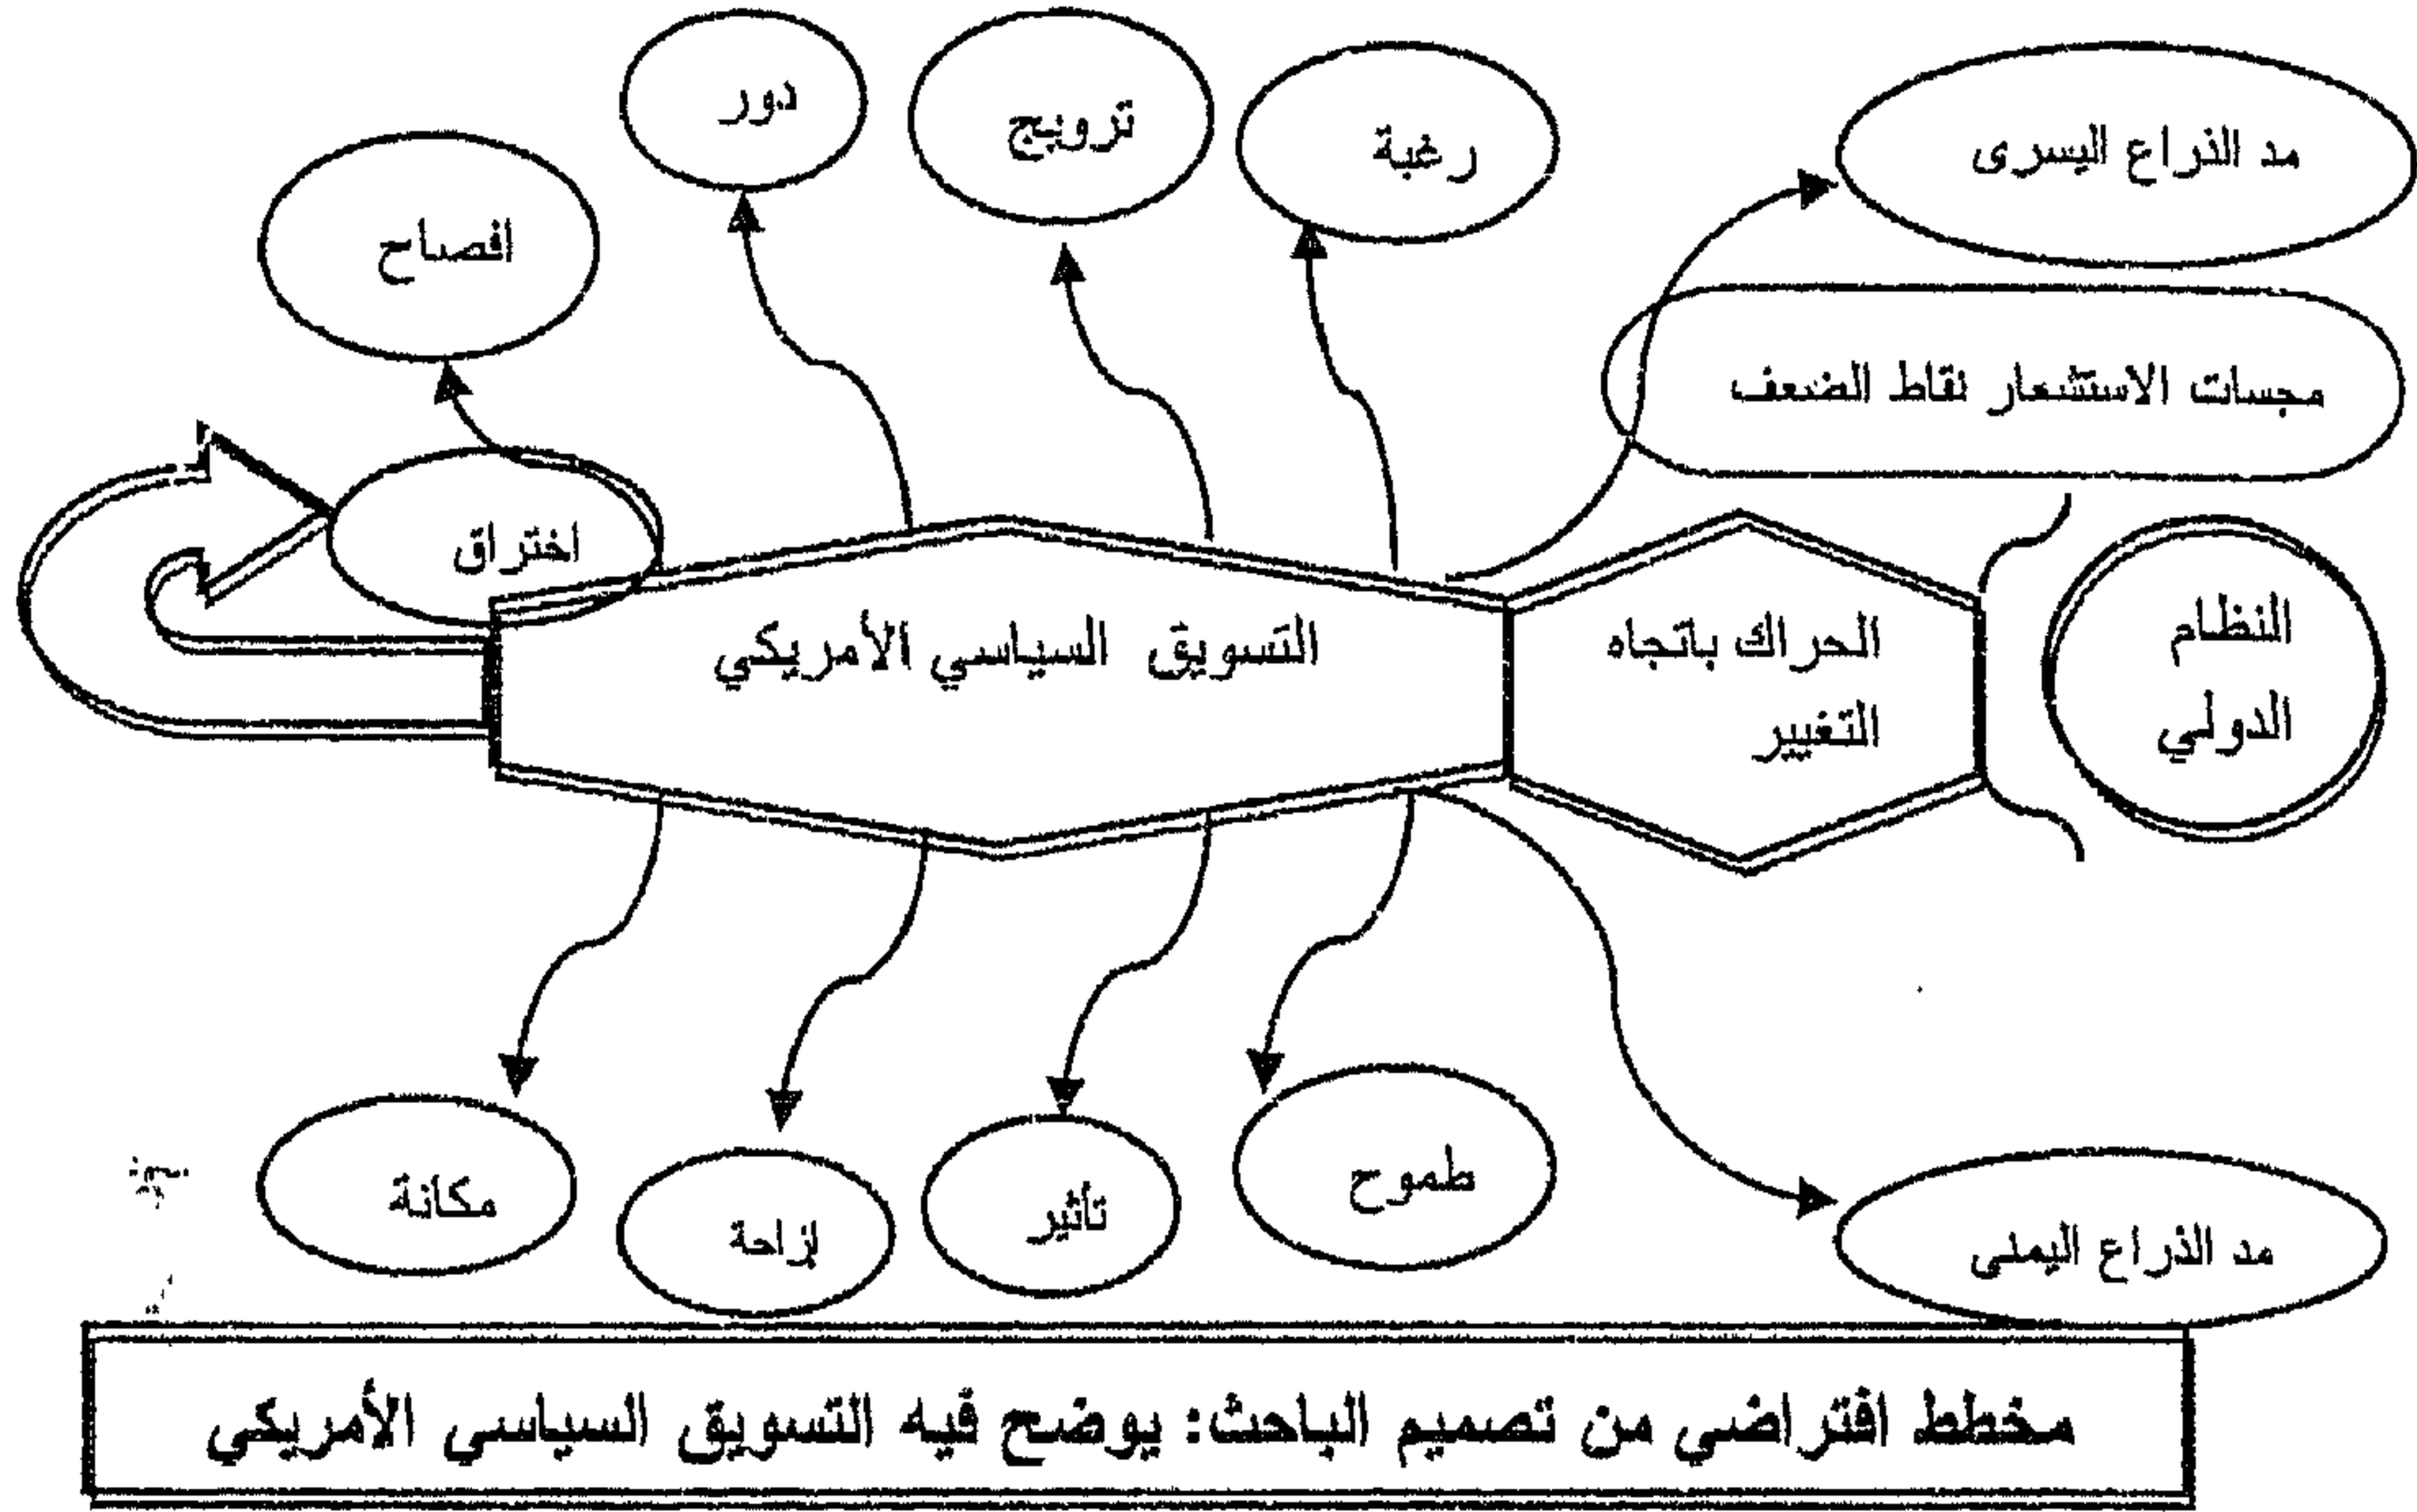 مد الذراع اليسرى
رغبة
ترويج
دور
افصاح
مجسات الاستشعار نقاط الضعف
اختراق
النظام
الدولي
الحراك باتجاه
التغيير
التسويق السياسي الأمريكي
مد الذراع اليمنى
طموح
تأثير
إزاحة
مكانة
مخطط افتراضي من تصميم الباحث: يوضح فيه التسويق السياسي الأمريكي